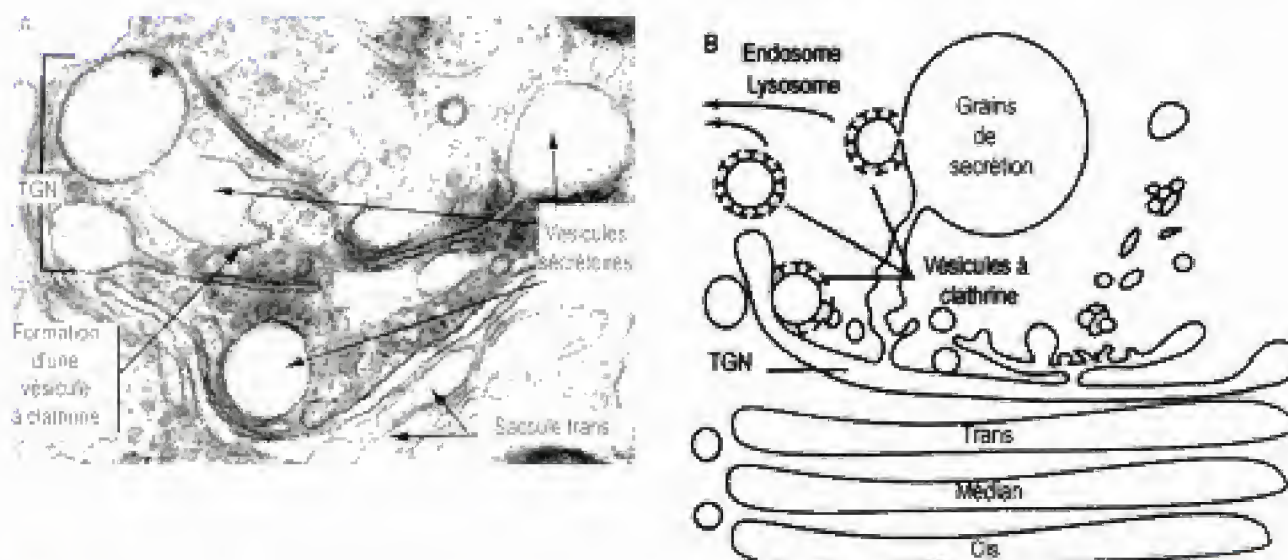 A
TGN
Vésicules
sécrétoires
Formation
d'une
vésicule
à clathrine
Saccule trans
B
Endosome
Lysosome
Grains
de
sécrétion
Vésicules à
clathrine
TGN
Trans
Médian
Cis